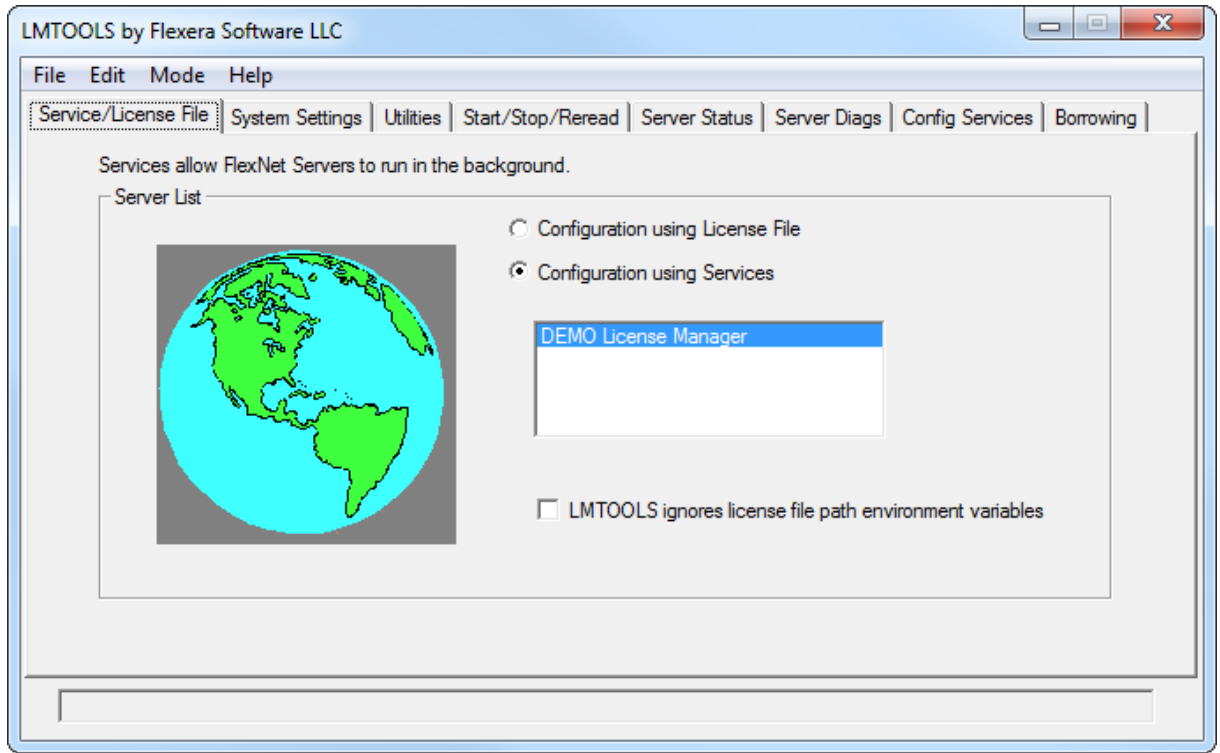 LMTOOLS by Flexera Software LLC
File Edit Mode Help
Service/License File System Settings Utilities Start/Stop/Reread Server Status Server Diags Config Services Borrowing
Services allow FlexNet Servers to run in the background.
Server List
Configuration using License File
Configuration using Services
DEMO License Manager
LMTOOLS ignores license file path environment variables